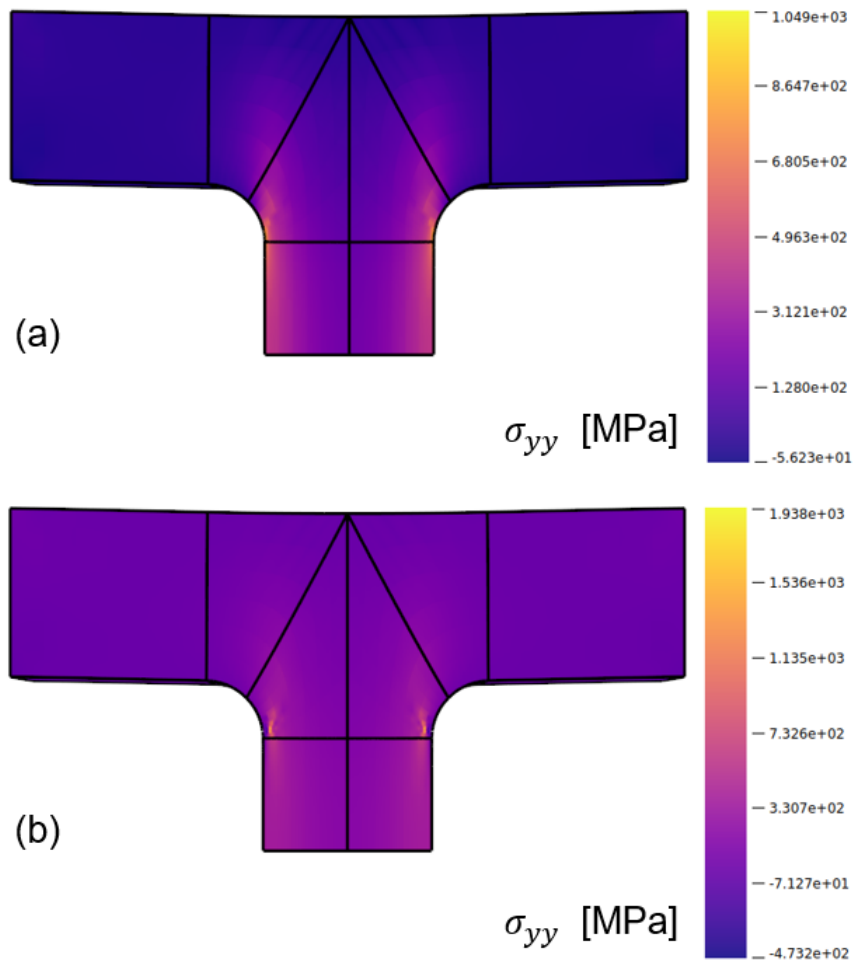 1.049e+03
8.647e+02
6.805e+02
4.963e+02
3.121e+02
1.280e+02
-5.623e+01
(a)
σyy [MPa]
1.938e+03
1.536e+03
1.135e+03
7.326e+02
3.307e+02
-7.127e+01
-4.732e+02
(b)
σyy [MPa]